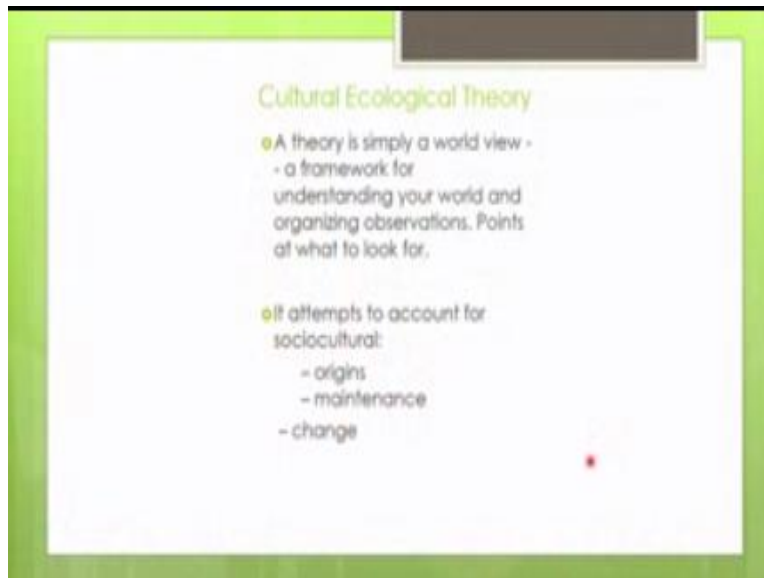 Cultural Ecological Theory
A theory is simply a world view -
- a framework for
understanding your world and
organizing observations. Points
at what to look for.
It attempts to account for
sociocultural:
– origins
– maintenance
– change